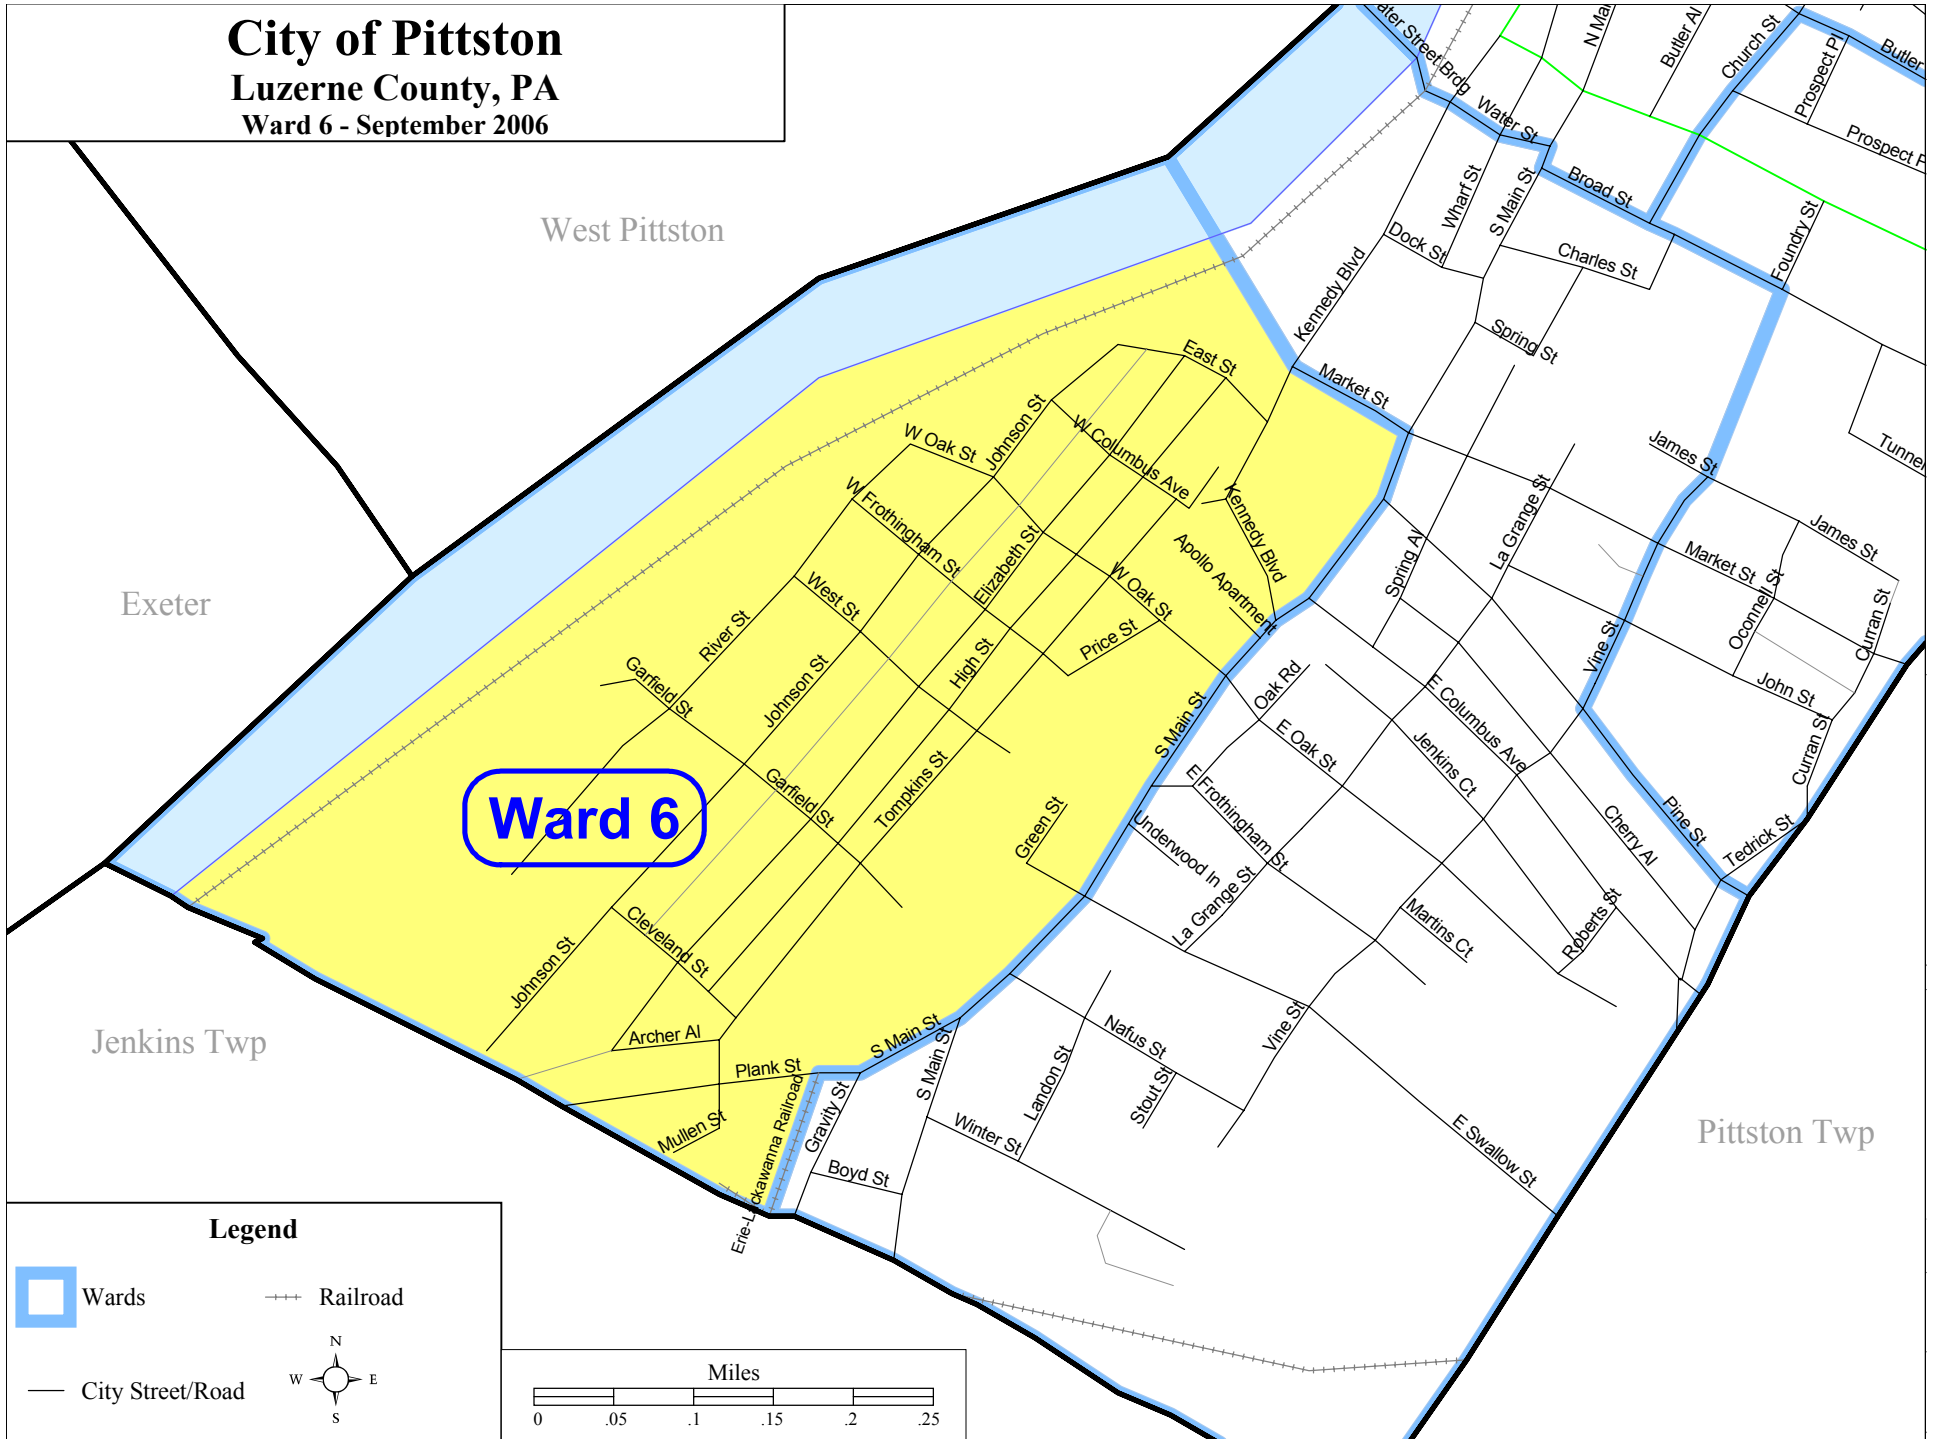 City of Pittston
Luzerne County, PA
Ward 6 - September 2006
West Pittston
Exeter
Jenkins Twp
Pittston Twp
Ward 6
Water St
Church St
Butler Al
Prospect Pl
Butler
Broad St
Wharf St
S Main St
Dock St
Charles St
Foundry St
Kennedy Blvd
Spring St
Market St
East St
Johnson St
W Columbus Ave
W Oak St
W Frothingham St
Kennedy Blvd
Elizabeth St
Apollo Apartment
W Oak St
West St
River St
Price St
High St
Johnson St
Garfield St
Garfield St
Tompkins St
Green St
Cleveland St
Johnson St
Archer Al
Plank St
Mullen St
Erie-Lackawanna Railroad
S Main St
S Main St
Gravity St
Boyd St
S Main St
Winter St
Landon St
Nafus St
Stout St
Vine St
E Swallow St
Oak Rd
E Oak St
E Frothingham St
Underwood ln
La Grange St
Martins Ct
Roberts St
Jenkins Ct
E Columbus Ave
Cherry Al
Pine St
Tedrick St
Vine St
Spring Al
La Grange St
James St
James St
Market St
Oconnell St
Curran St
John St
Curran St
Legend
Wards
Railroad
City Street/Road
N
W
E
S
Miles
0 .05 .1 .15 .2 .25